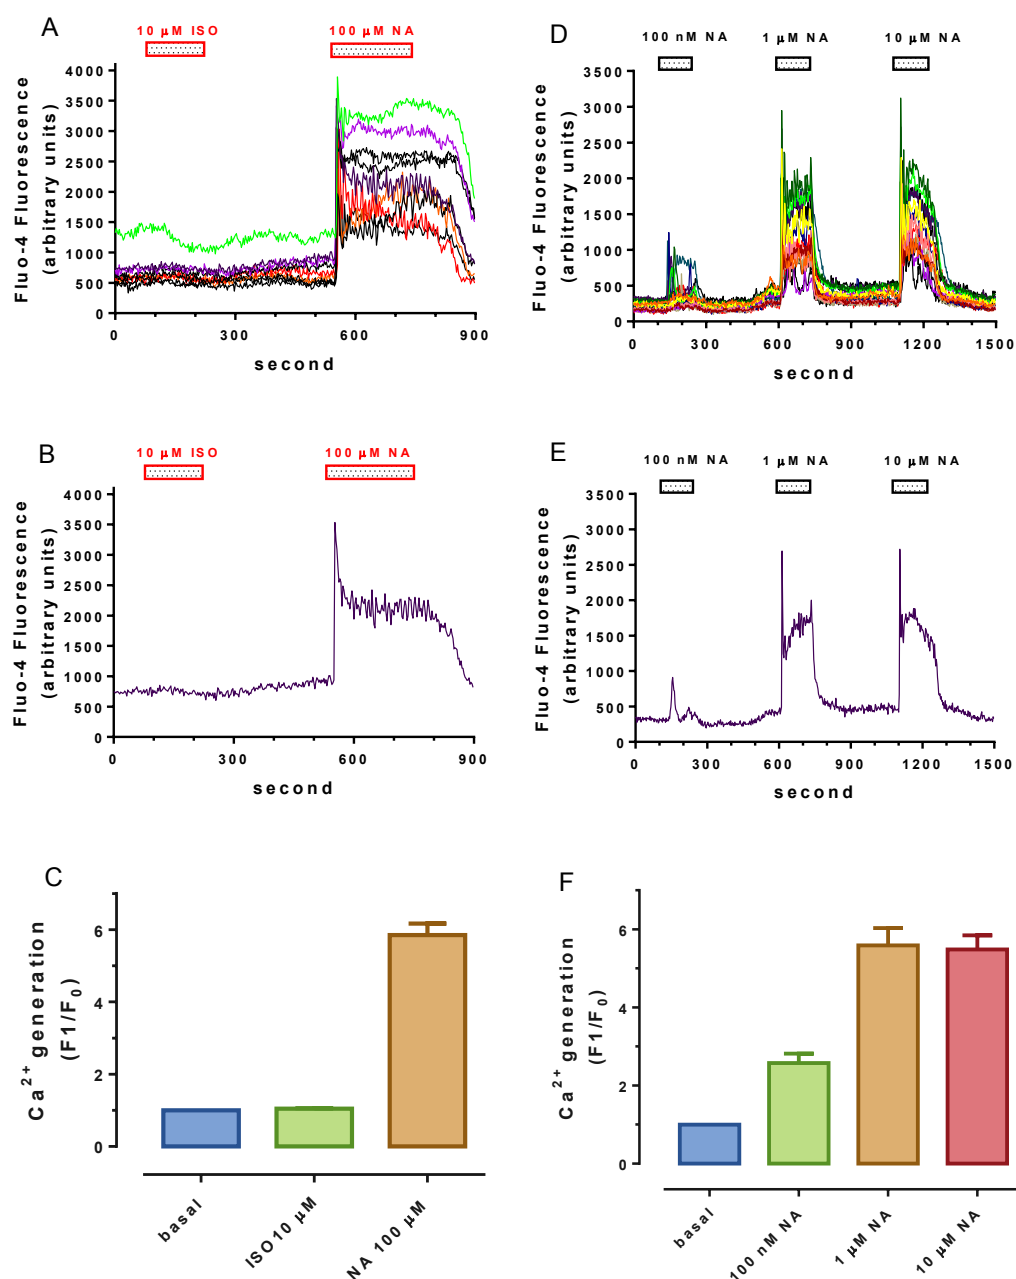 A
10 µM ISO
100 µM NA
Fluo-4 Fluorescence
(arbitrary units)
4000
3500
3000
2500
2000
1500
1000
500
0
0
300
600
900
second
D
100 nM NA
1 µM NA
10 µM NA
Fluo-4 Fluorescence
(arbitrary units)
3500
3000
2500
2000
1500
1000
500
0
0
300
600
900
1200
1500
second
B
10 µM ISO
100 µM NA
Fluo-4 Fluorescence
(arbitrary units)
4000
3500
3000
2500
2000
1500
1000
500
0
0
300
600
900
second
E
100 nM NA
1 µM NA
10 µM NA
Fluo-4 Fluorescence
(arbitrary units)
3500
3000
2500
2000
1500
1000
500
0
0
300
600
900
1200
1500
second
C
Ca²⁺ generation
(F1/F₀)
6
4
2
0
basal
ISO10 µM
NA 100 µM
F
Ca²⁺ generation
(F1/F₀)
6
4
2
0
basal
100 nM NA
1 µM NA
10 µM NA